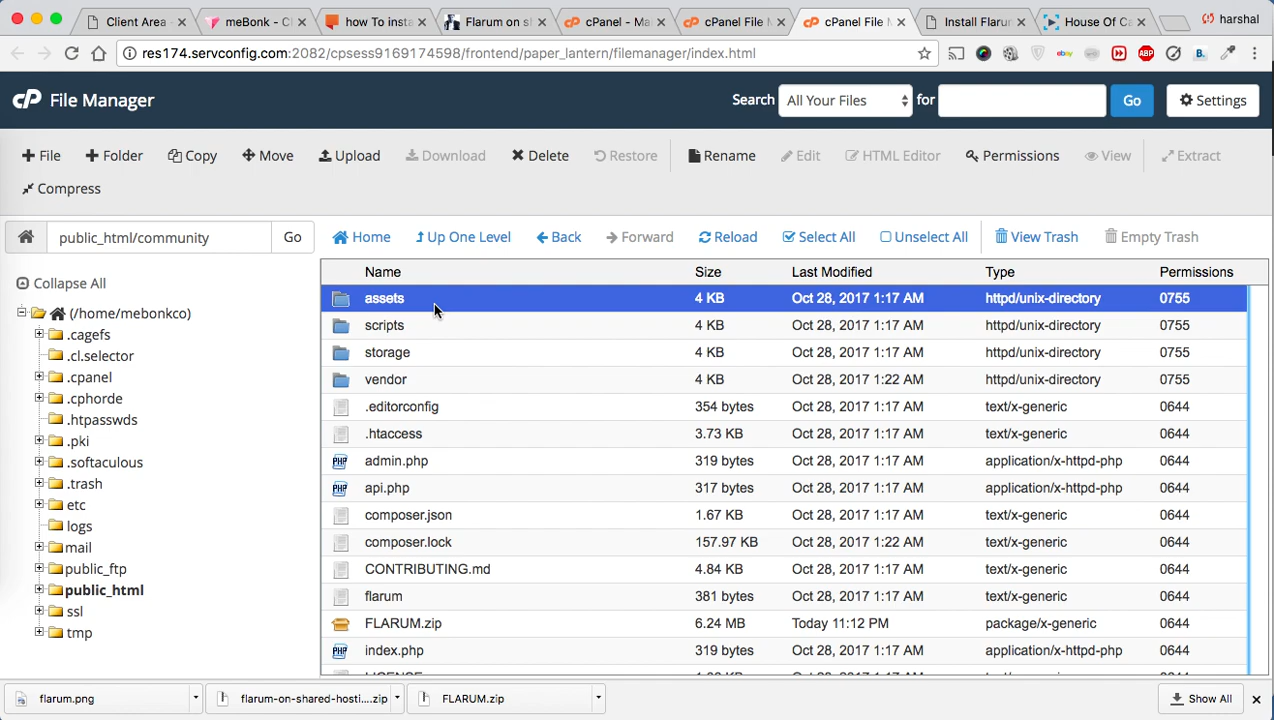 Client Area -
meBonk - Cl
how To insta
Flarum on s
cPanel - Ma
cPanel File M
cPanel File M
Install Flarum
House Of Ca
harshal
res174.servconfig.com:2082/cpsess9169174598/frontend/paper_lantern/filemanager/index.html
ebay
ABP
B.
cP File Manager
Search All Your Files for Go Settings
File Folder Copy Move Upload Download Delete Restore Rename Edit HTML Editor Permissions View Extract
Compress
public_html/community Go Home Up One Level Back Forward Reload Select All Unselect All View Trash Empty Trash
Collapse All
(/home/mebonkco)
.cagefs
.cl.selector
.cpanel
.cphorde
.htpasswds
.pki
.softaculous
.trash
etc
logs
mail
public_ftp
public_html
ssl
tmp
Name Size Last Modified Type Permissions
assets 4 KB Oct 28, 2017 1:17 AM httpd/unix-directory 0755
scripts 4 KB Oct 28, 2017 1:17 AM httpd/unix-directory 0755
storage 4 KB Oct 28, 2017 1:17 AM httpd/unix-directory 0755
vendor 4 KB Oct 28, 2017 1:22 AM httpd/unix-directory 0755
.editorconfig 354 bytes Oct 28, 2017 1:17 AM text/x-generic 0644
.htaccess 3.73 KB Oct 28, 2017 1:17 AM text/x-generic 0644
PHP admin.php 319 bytes Oct 28, 2017 1:17 AM application/x-httpd-php 0644
PHP api.php 317 bytes Oct 28, 2017 1:17 AM application/x-httpd-php 0644
composer.json 1.67 KB Oct 28, 2017 1:17 AM text/x-generic 0644
composer.lock 157.97 KB Oct 28, 2017 1:22 AM text/x-generic 0644
CONTRIBUTING.md 4.84 KB Oct 28, 2017 1:17 AM text/x-generic 0644
flarum 381 bytes Oct 28, 2017 1:17 AM text/x-generic 0644
FLARUM.zip 6.24 MB Today 11:12 PM package/x-generic 0644
PHP index.php 319 bytes Oct 28, 2017 1:17 AM application/x-httpd-php 0644
flarum.png
flarum-on-shared-hosti....zip
FLARUM.zip
Show All